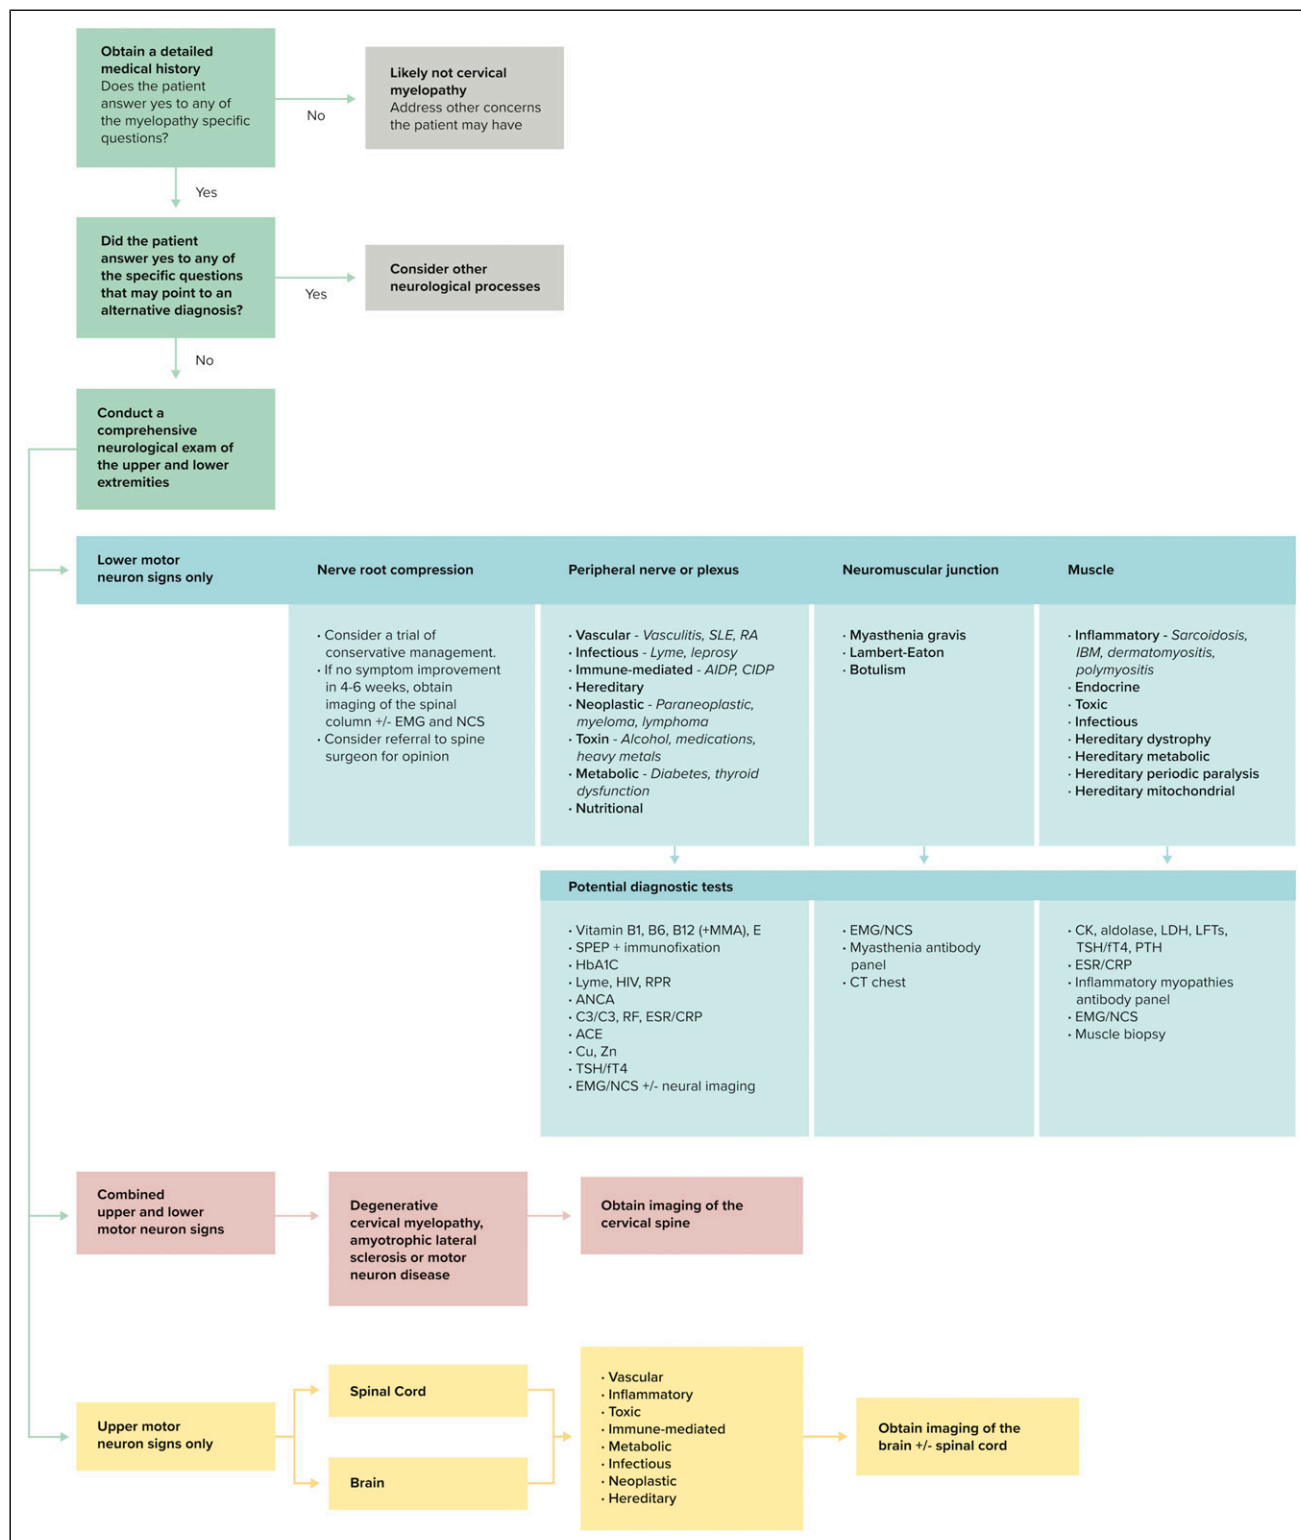 Obtain a detailed
medical history
Does the patient
answer yes to any of
the myelopathy specific
questions?
No
Likely not cervical
myelopathy
Address other concerns
the patient may have
Yes
Did the patient
answer yes to any of
the specific questions
that may point to an
alternative diagnosis?
Yes
Consider other
neurological processes
No
Conduct a
comprehensive
neurological exam of
the upper and lower
extremities
Lower motor
neuron signs only
Nerve root compression
Peripheral nerve or plexus
Neuromuscular junction
Muscle
· Consider a trial of
conservative management.
· If no symptom improvement
in 4-6 weeks, obtain
imaging of the spinal
column +/- EMG and NCS
· Consider referral to spine
surgeon for opinion
· Vascular - Vasculitis, SLE, RA
· Infectious - Lyme, leprosy
· Immune-mediated - AIDP, CIDP
· Hereditary
· Neoplastic - Paraneoplastic,
myeloma, lymphoma
· Toxin - Alcohol, medications,
heavy metals
· Metabolic - Diabetes, thyroid
dysfunction
· Nutritional
· Myasthenia gravis
· Lambert-Eaton
· Botulism
· Inflammatory - Sarcoidosis,
IBM, dermatomyositis,
polymyositis
· Endocrine
· Toxic
· Infectious
· Hereditary dystrophy
· Hereditary metabolic
· Hereditary periodic paralysis
· Hereditary mitochondrial
Potential diagnostic tests
· Vitamin B1, B6, B12 (+MMA), E
· SPEP + immunofixation
· HbA1C
· Lyme, HIV, RPR
· ANCA
· C3/C3, RF, ESR/CRP
· ACE
· Cu, Zn
· TSH/fT4
· EMG/NCS +/- neural imaging
· EMG/NCS
· Myasthenia antibody
panel
· CT chest
· CK, aldolase, LDH, LFTs,
TSH/fT4, PTH
· ESR/CRP
· Inflammatory myopathies
antibody panel
· EMG/NCS
· Muscle biopsy
Combined
upper and lower
motor neuron signs
Degenerative
cervical myelopathy,
amyotrophic lateral
sclerosis or motor
neuron disease
Obtain imaging of the
cervical spine
Upper motor
neuron signs only
Spinal Cord
Brain
· Vascular
· Inflammatory
· Toxic
· Immune-mediated
· Metabolic
· Infectious
· Neoplastic
· Hereditary
Obtain imaging of the
brain +/- spinal cord